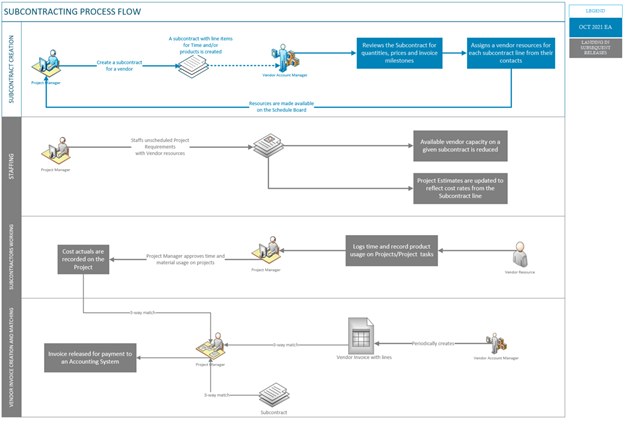 SUBCONTRACTING PROCESS FLOW
LEGEND
OCT 2021 EA
LANDING IN
SUBSEQUENT
RELEASES
SUBCONTRACT CREATION
Project Manager
Create a subcontract
for a vendor
A subcontract with line items
for Time and/or
products is created
Vendor Account Manager
Reviews the Subcontract for
quantities, prices and Invoice
milestones
Assigns a vendor resources for
each subcontract line from their
contacts
Resources are made available
on the Schedule Board
STAFFING
Project Manager
Staffs unscheduled Project
Requirements
with Vendor resources
Available vendor capacity on a
given subcontract is reduced
Project Estimates are updated to
reflect cost rates from the
Subcontract line
SUBCONTRACTORS WORKING
Cost actuals are
recorded on the
Project
Project Manager approves time and
material usage on projects
Project Manager
Logs time and record product
usage on Projects/Project tasks
Vendor Resource
VENDOR INVOICE CREATION AND MATCHING
3-way match
Invoice released for payment to
an Accounting System
Project Manager
3-way match
Vendor Invoice with lines
Periodically creates
Vendor Account Manager
3-way match
Subcontract